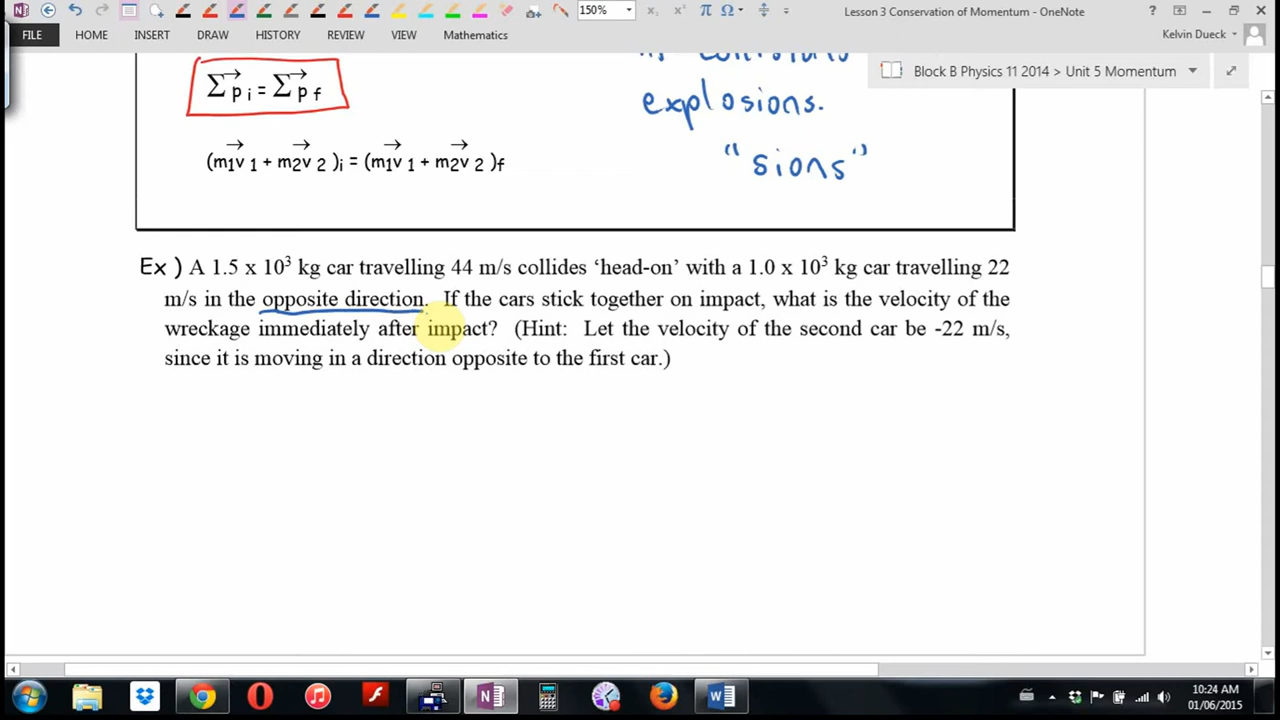 150%
Lesson 3 Conservation of Momentum - OneNote
FILE HOME INSERT DRAW HISTORY REVIEW VIEW Mathematics
Kelvin Dueck
Block B Physics 11 2014 > Unit 5 Momentum
Σp i = Σp f
explosions.
(m1v 1 + m2v 2 )i = (m1v 1 + m2v 2 )f
"sions"
Ex ) A 1.5 x 10³ kg car travelling 44 m/s collides ‘head-on’ with a 1.0 x 10³ kg car travelling 22
m/s in the opposite direction. If the cars stick together on impact, what is the velocity of the
wreckage immediately after impact? (Hint: Let the velocity of the second car be -22 m/s,
since it is moving in a direction opposite to the first car.)
10:24 AM
01/06/2015